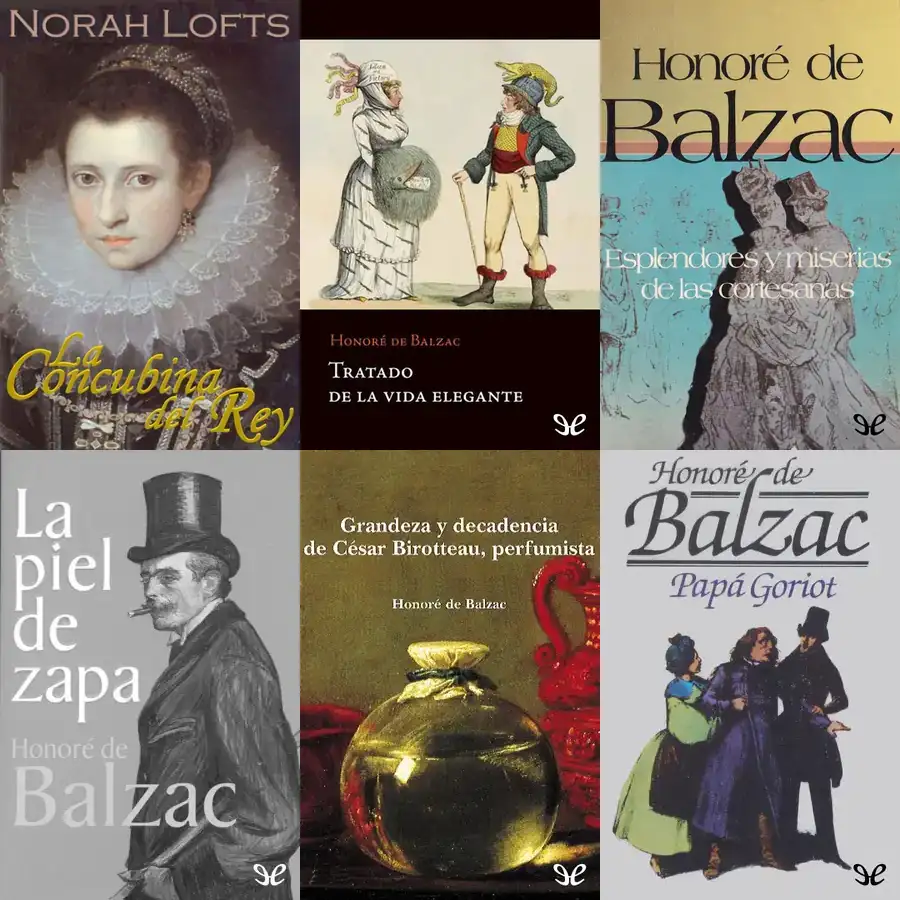 NORAH LOFTS
La
Concubina
del Rey
HONORÉ DE BALZAC
TRATADO
DE LA VIDA ELEGANTE
Honoré de
Balzac
Esplendores y miserias
de las cortesanas
La
piel
de
zapa
Honoré de
Balzac
Grandeza y decadencia
de César Birotteau, perfumista
Honoré de Balzac
Honoré de
Balzac
Papá Goriot